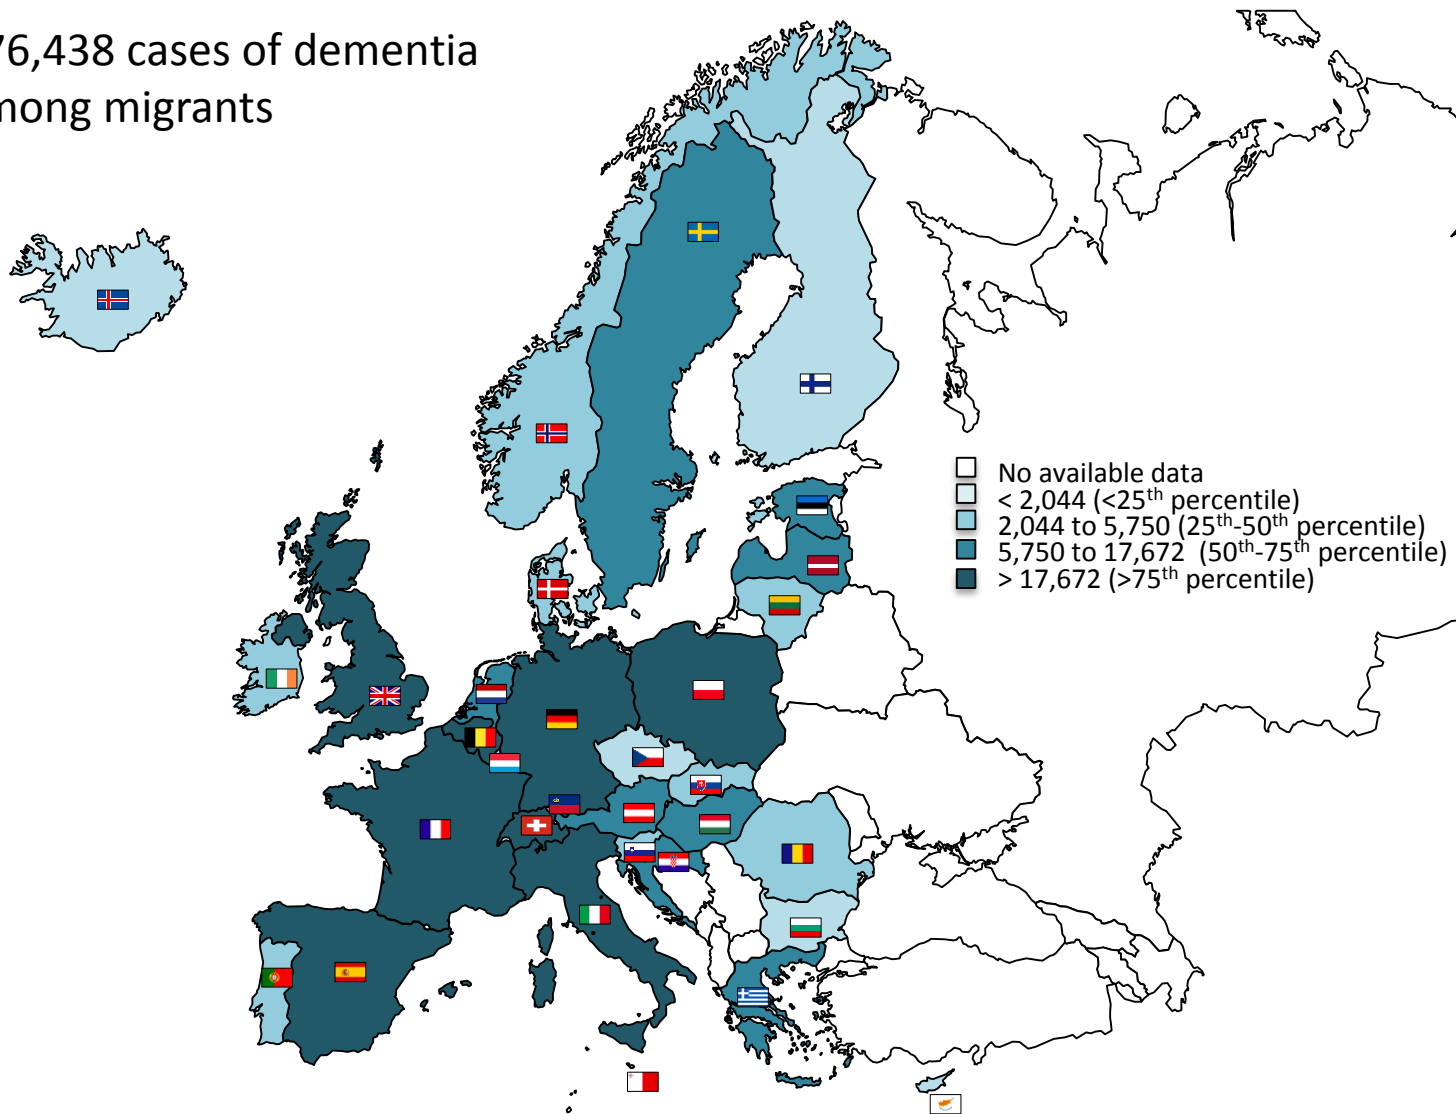 76,438 cases of dementia
mong migrants
No available data
< 2,044 (<25th percentile)
2,044 to 5,750 (25th-50th percentile)
5,750 to 17,672 (50th-75th percentile)
> 17,672 (>75th percentile)